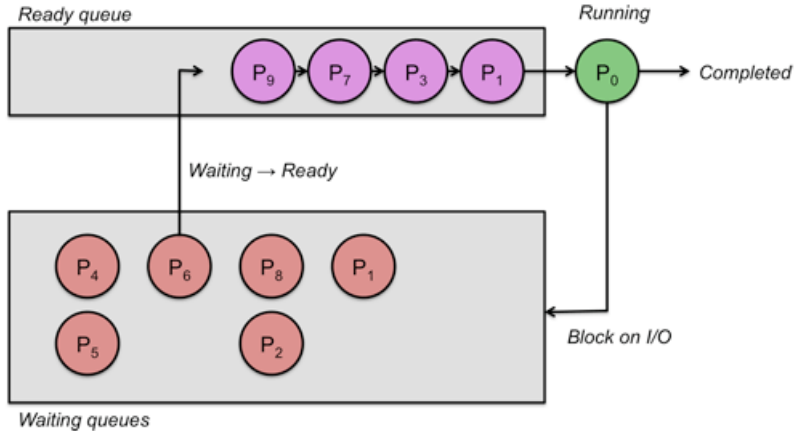 Ready queue
Running
P₉
P₇
P₃
P₁
P₀
Completed
Waiting → Ready
P₄
P₆
P₈
P₁
P₅
P₂
Block on I/O
Waiting queues